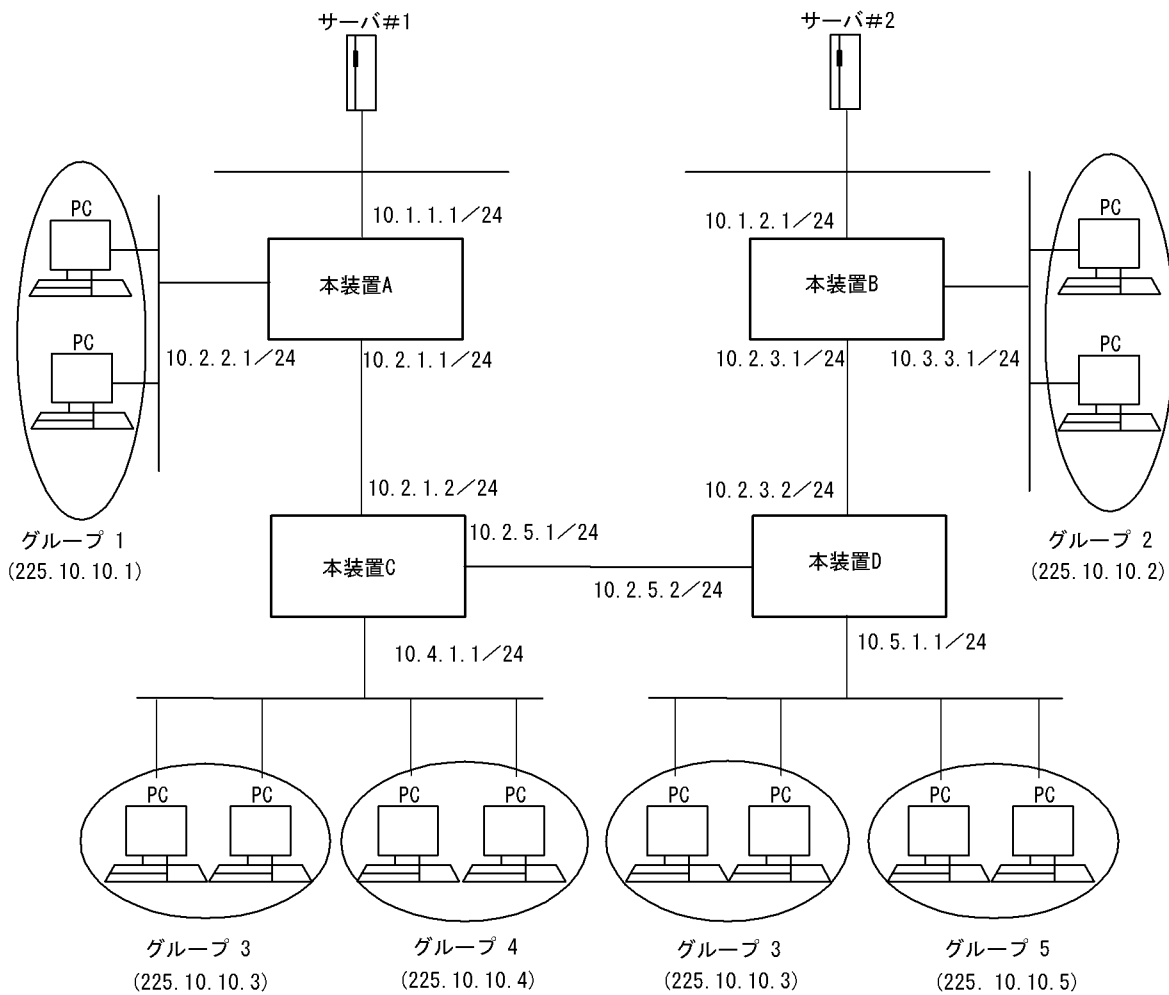 サーバ#1
サーバ#2
PC
10.1.1.1/24
10.1.2.1/24
PC
本装置A
本装置B
PC
10.2.2.1/24
10.2.1.1/24
10.2.3.1/24
10.3.3.1/24
PC
10.2.1.2/24
10.2.3.2/24
グループ 1
(225.10.10.1)
10.2.5.1/24
グループ 2
(225.10.10.2)
本装置C
本装置D
10.2.5.2/24
10.4.1.1/24
10.5.1.1/24
PC
PC
PC
PC
PC
PC
PC
PC
グループ 3
(225.10.10.3)
グループ 4
(225.10.10.4)
グループ 3
(225.10.10.3)
グループ 5
(225. 10.10.5)